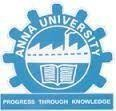 ANNA UNIVERSITY
PROGRESS THROUGH KNOWLEDGE